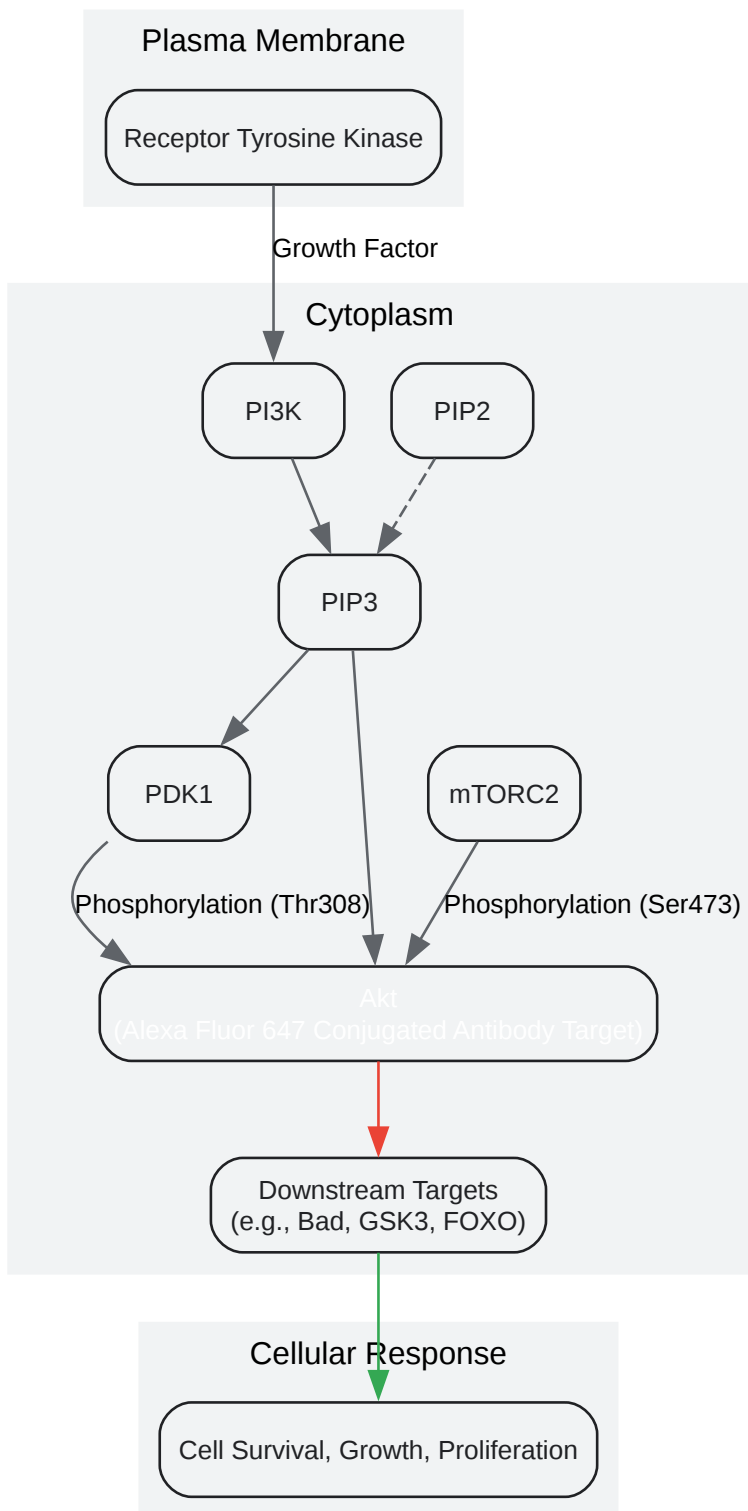 Plasma Membrane
Receptor Tyrosine Kinase
Growth Factor
Cytoplasm
PI3K
PIP2
PIP3
PDK1
mTORC2
Phosphorylation (Thr308)
Phosphorylation (Ser473)
Akt
(Alexa Fluor 647 Conjugated Antibody Target)
Downstream Targets
(e.g., Bad, GSK3, FOXO)
Cellular Response
Cell Survival, Growth, Proliferation